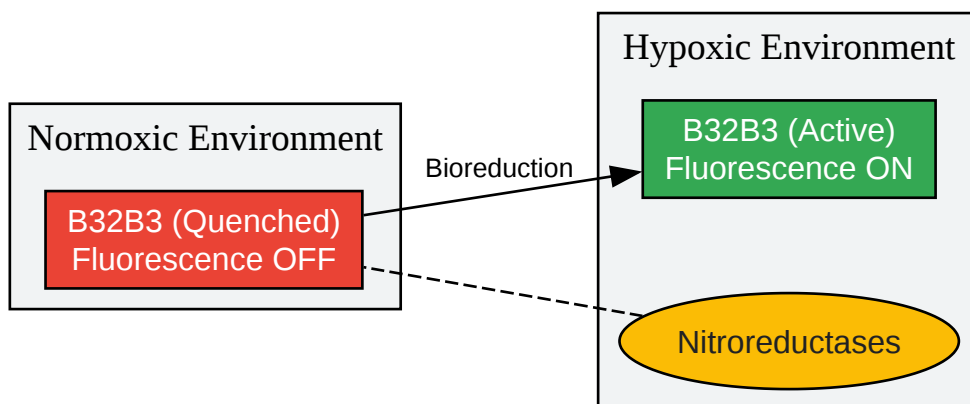 Normoxic Environment
B32B3 (Quenched)
Fluorescence OFF
Bioreduction
Hypoxic Environment
B32B3 (Active)
Fluorescence ON
Nitroreductases